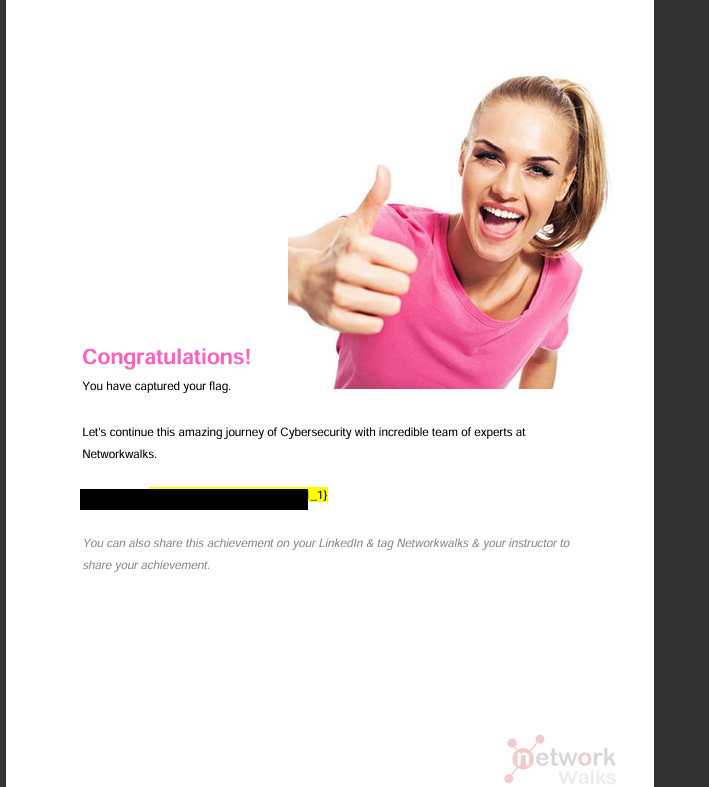 Congratulations!
You have captured your flag.
Let's continue this amazing journey of Cybersecurity with incredible team of experts at
Networkwalks.
_1}
You can also share this achievement on your LinkedIn & tag Networkwalks & your instructor to
share your achievement.
network
Walks